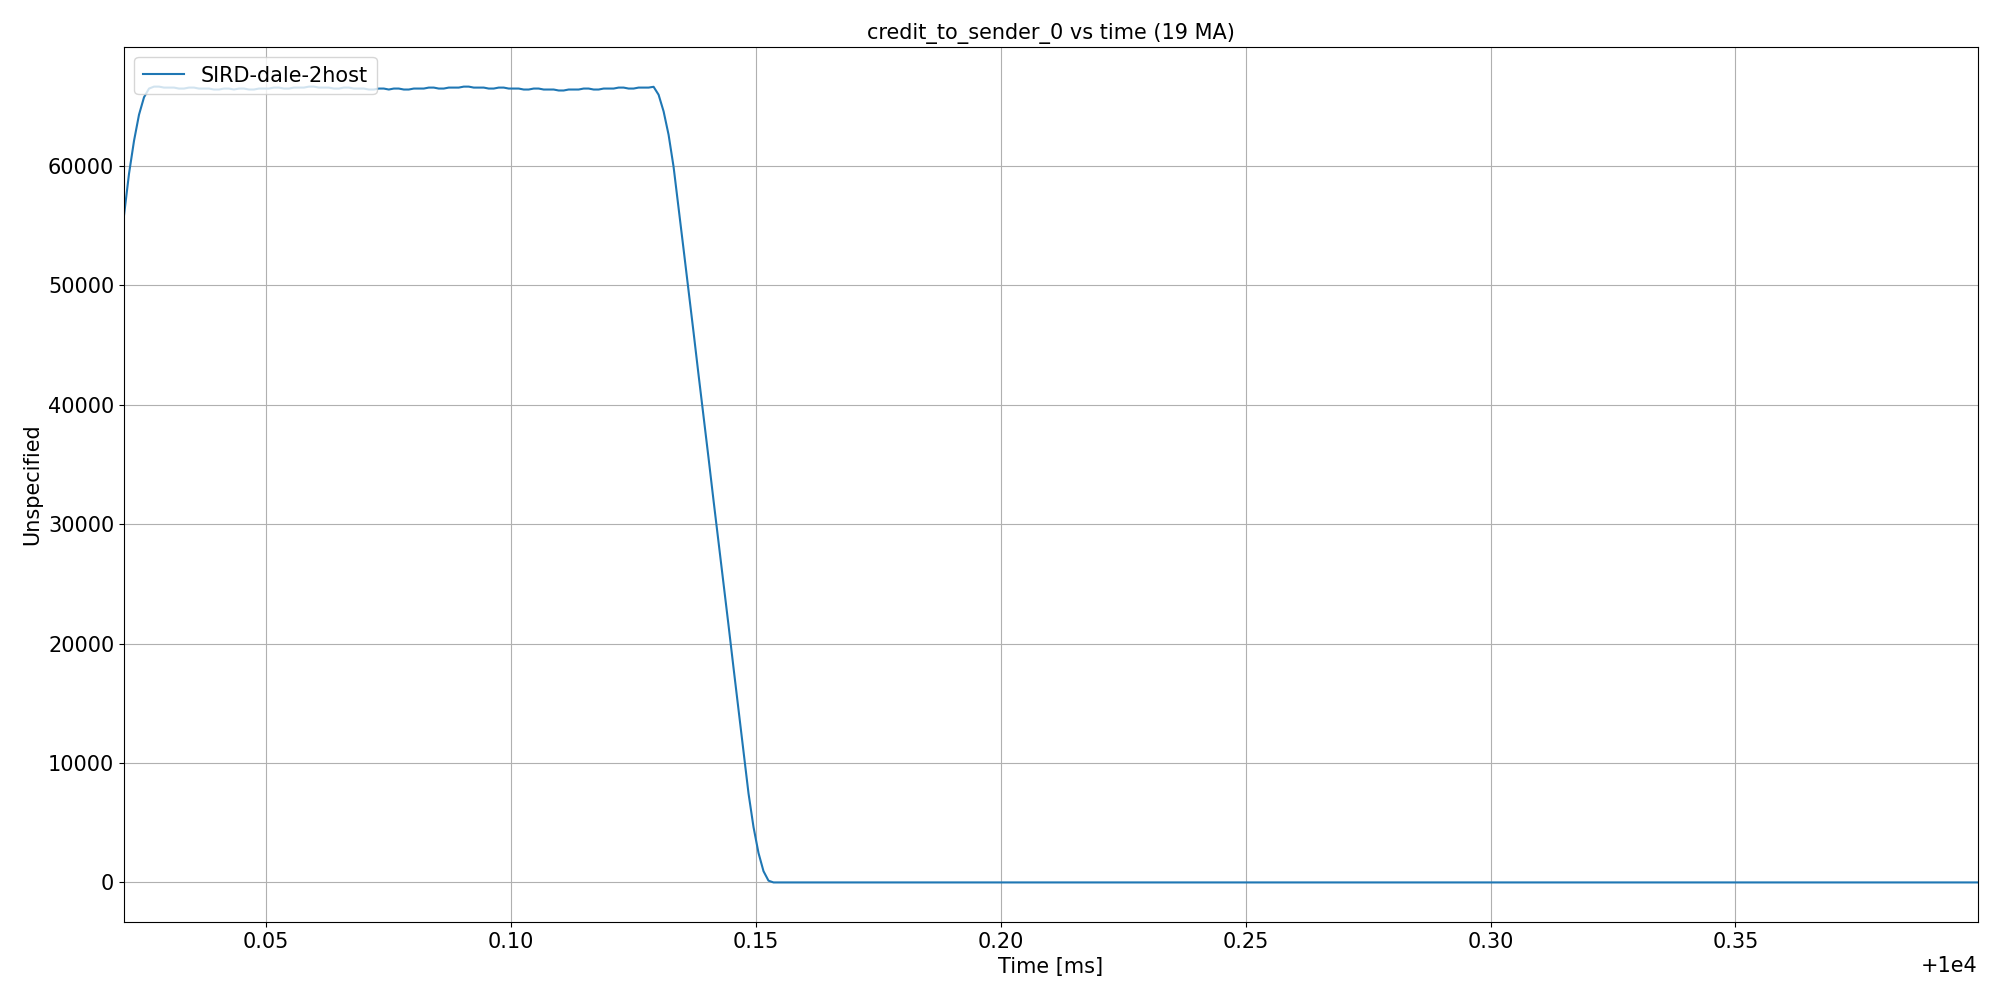 credit_to_sender_0 vs time (19 MA)
SIRD-dale-2host
60000
50000
40000
30000
20000
10000
0
Unspecified
0.05 0.10 0.15 0.20 0.25 0.30 0.35
Time [ms]
+1e4